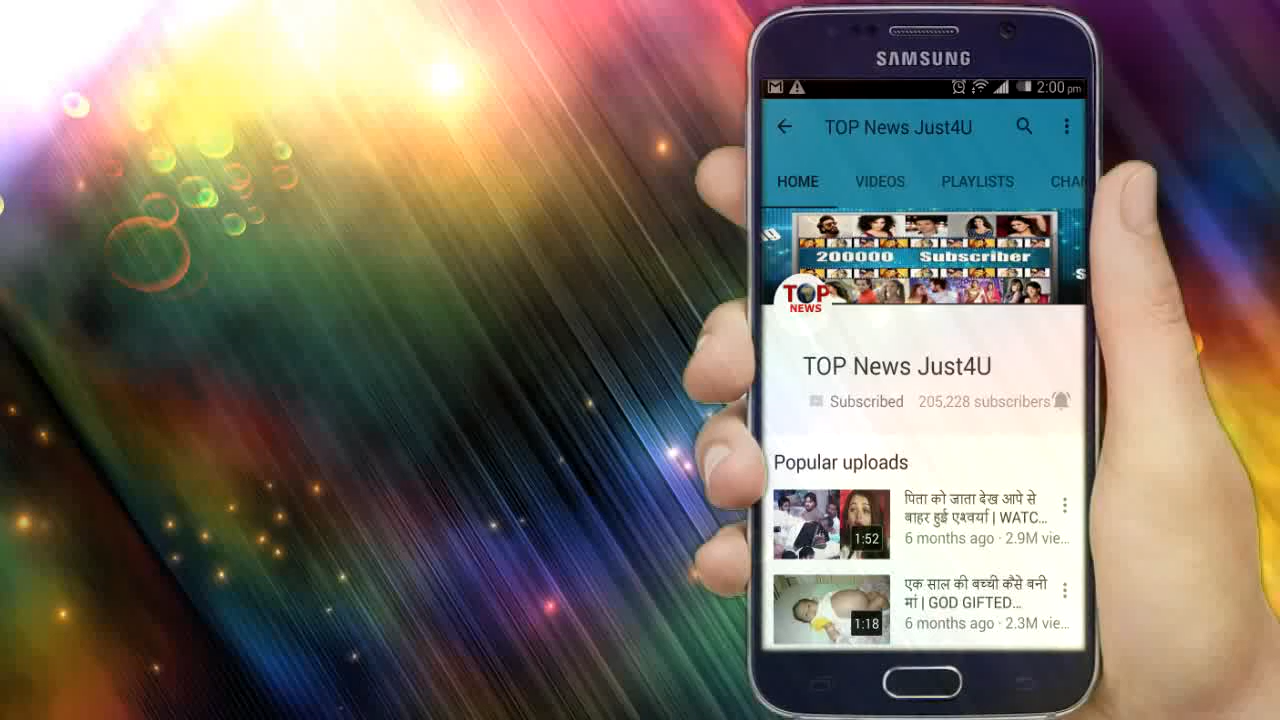 SAMSUNG
2:00 pm
TOP News Just4U
HOME VIDEOS PLAYLISTS CHAN
200000 Subscriber
TOP
NEWS
TOP News Just4U
Subscribed 205,228 subscribers
Popular uploads
पिता को जाता देख आपे से
बाहर हुई एश्वर्या | WATC...
1:52
6 months ago · 2.9M vie...
एक साल की बच्ची कैसे बनी
मां | GOD GIFTED...
1:18
6 months ago · 2.3M vie...